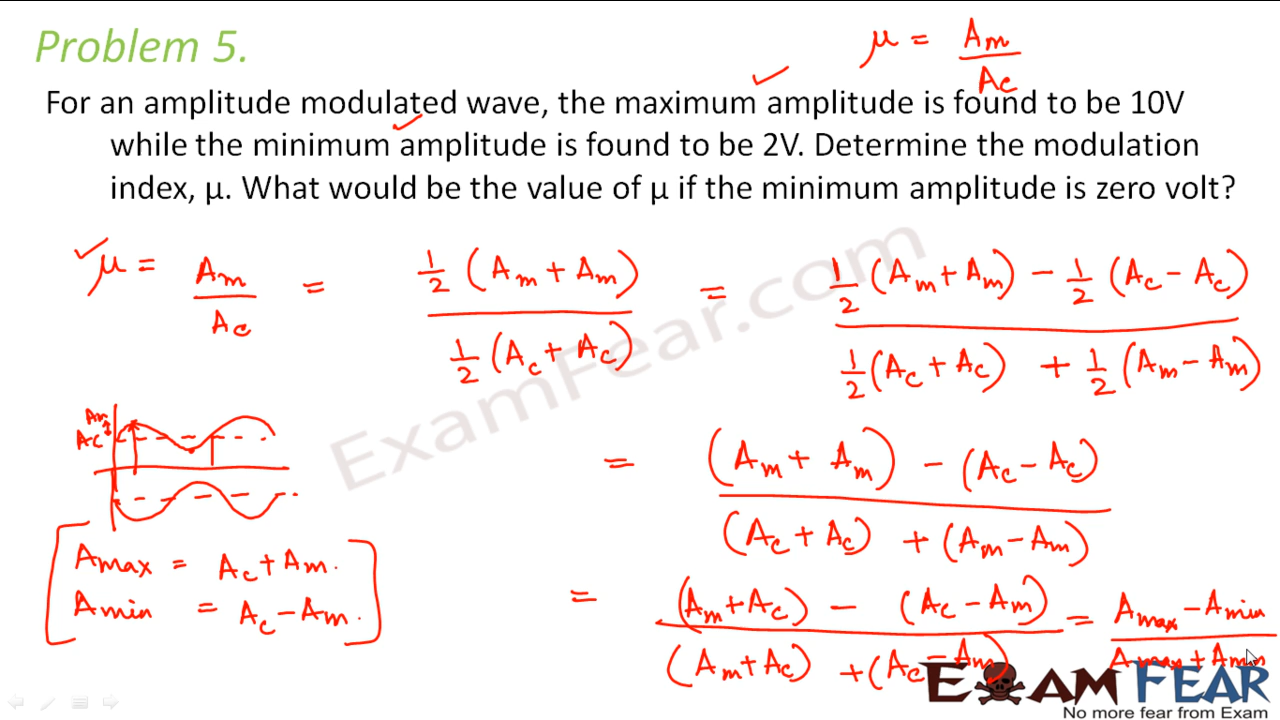 Problem 5.
μ = Am / Ac
For an amplitude modulated wave, the maximum amplitude is found to be 10V
while the minimum amplitude is found to be 2V. Determine the modulation
index, μ. What would be the value of μ if the minimum amplitude is zero volt?
μ = Am / Ac = 1/2 (Am + Am) / 1/2 (Ac + Ac) = 1/2 (Am + Am) - 1/2 (Ac - Ac) / 1/2 (Ac + Ac) + 1/2 (Am - Am)
Am
Ac
= (Am + Am) - (Ac - Ac) / (Ac + Ac) + (Am - Am)
Amax = Ac + Am.
Amin = Ac - Am.
= (Am + Ac) - (Ac - Am) / (Am + Ac) + (Ac - Am) = Amax - Amin / Amax + Amin
ExamFear.com
EXAM FEAR
No more fear from Exam